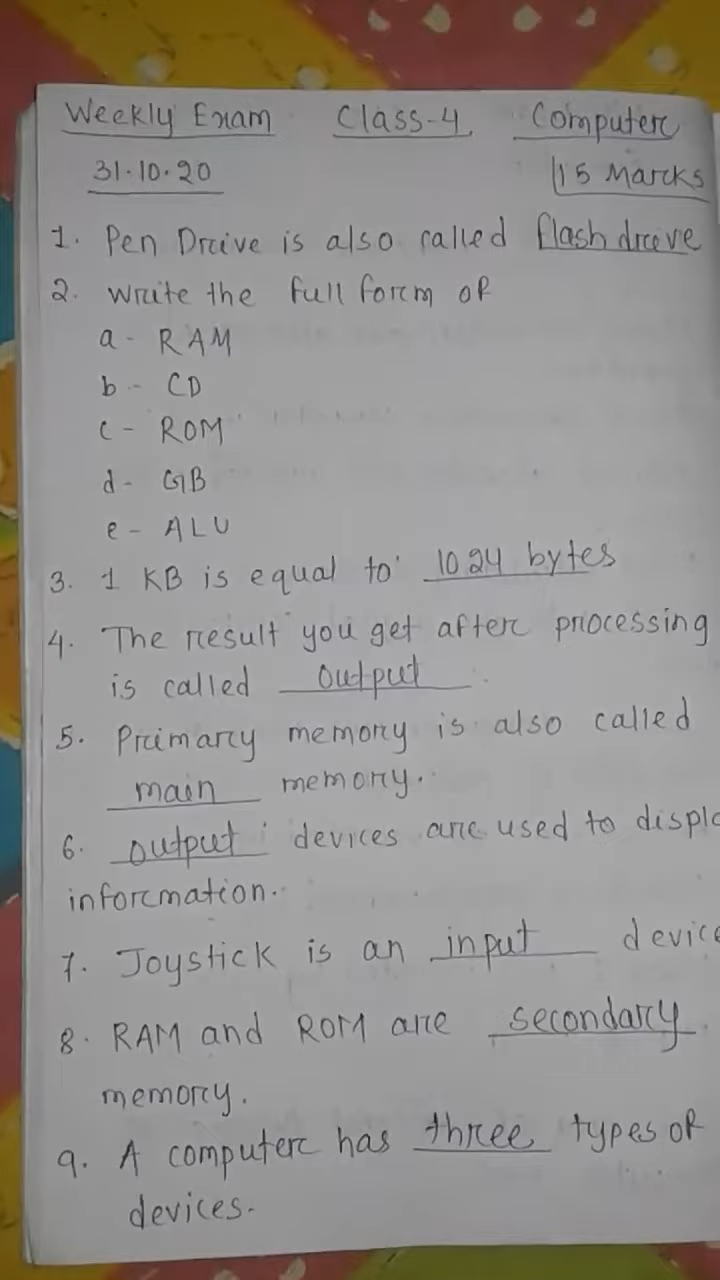 Weekly Exam Class-4 Computer
31.10.20 15 Marks
1. Pen Drive is also called flash drive
2. Write the full form of
a - RAM
b - CD
c - ROM
d - GB
e - ALU
3. 1 KB is equal to 1024 bytes
4. The result you get after processing
is called output.
5. Primary memory is also called
main memory.
6. output devices are used to displa
information.
7. Joystick is an input device
8. RAM and ROM are secondary
memory.
9. A computer has three types of
devices.